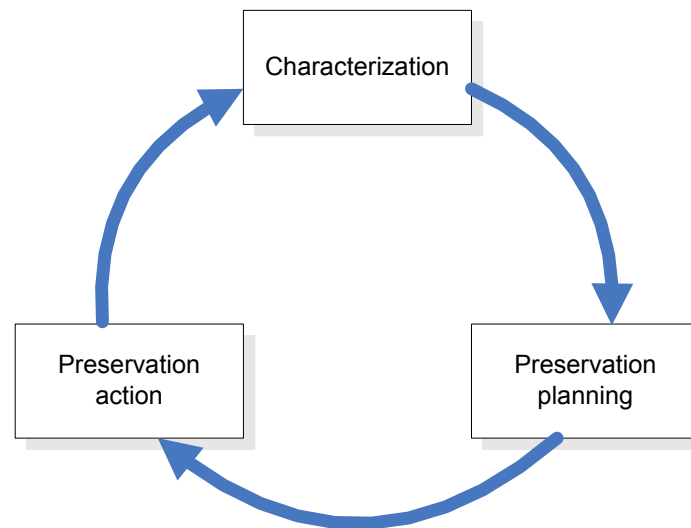 Characterization
Preservation
action
Preservation
planning